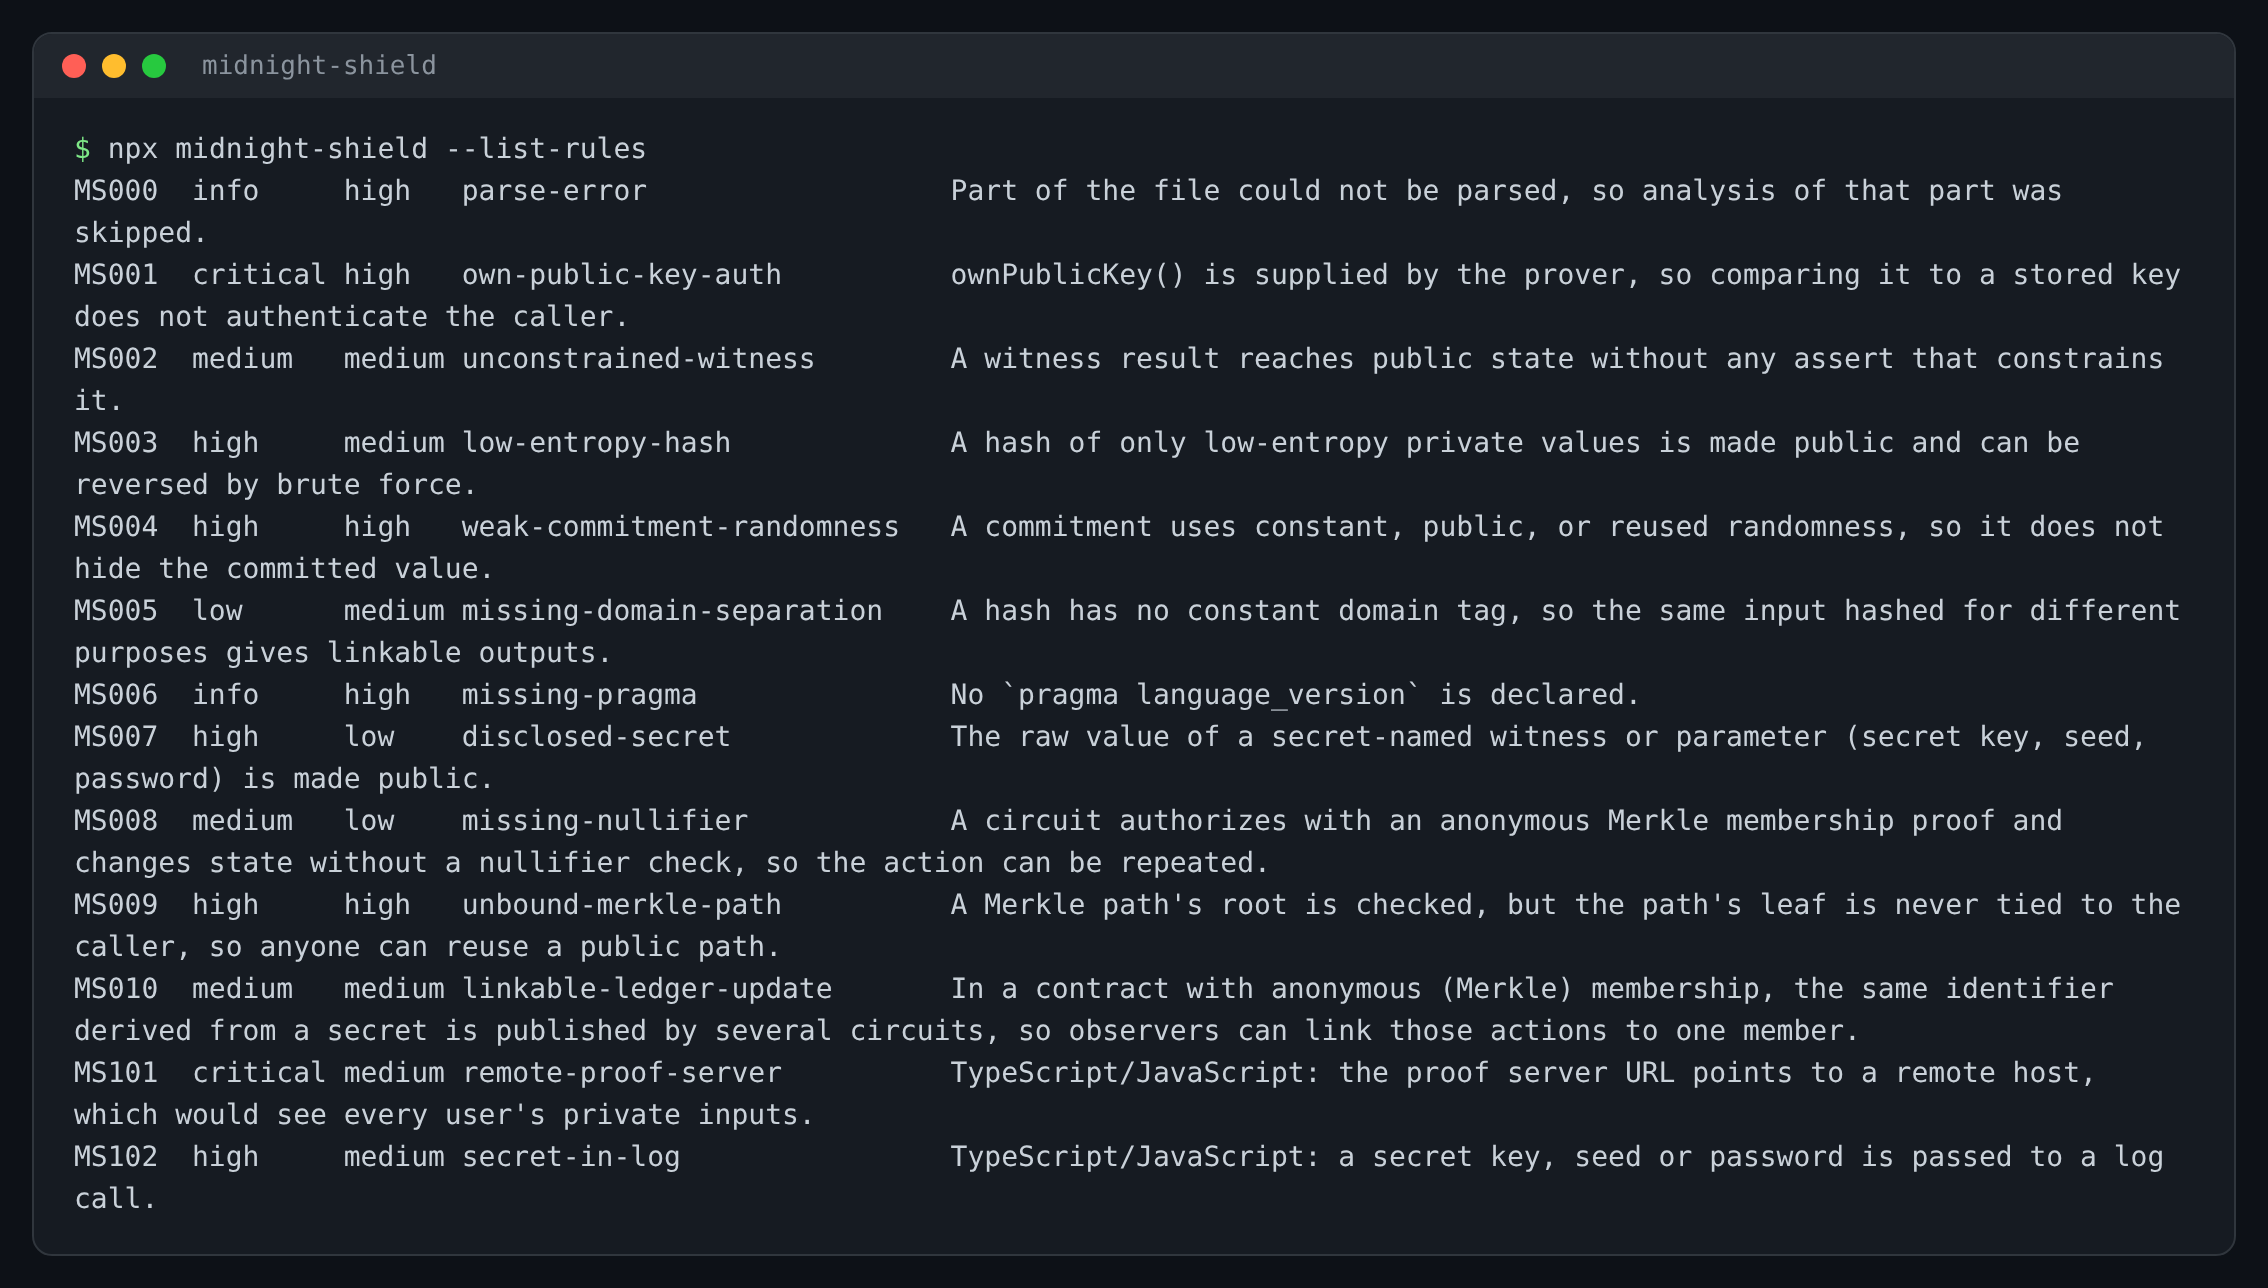 midnight-shield
$ npx midnight-shield --list-rules
MS000  info     high   parse-error                  Part of the file could not be parsed, so analysis of that part was
skipped.
MS001  critical high   own-public-key-auth          ownPublicKey() is supplied by the prover, so comparing it to a stored key
does not authenticate the caller.
MS002  medium   medium unconstrained-witness        A witness result reaches public state without any assert that constrains
it.
MS003  high     medium low-entropy-hash             A hash of only low-entropy private values is made public and can be
reversed by brute force.
MS004  high     high   weak-commitment-randomness   A commitment uses constant, public, or reused randomness, so it does not
hide the committed value.
MS005  low      medium missing-domain-separation    A hash has no constant domain tag, so the same input hashed for different
purposes gives linkable outputs.
MS006  info     high   missing-pragma               No `pragma language_version` is declared.
MS007  high     low    disclosed-secret             The raw value of a secret-named witness or parameter (secret key, seed,
password) is made public.
MS008  medium   low    missing-nullifier            A circuit authorizes with an anonymous Merkle membership proof and
changes state without a nullifier check, so the action can be repeated.
MS009  high     high   unbound-merkle-path          A Merkle path's root is checked, but the path's leaf is never tied to the
caller, so anyone can reuse a public path.
MS010  medium   medium linkable-ledger-update       In a contract with anonymous (Merkle) membership, the same identifier
derived from a secret is published by several circuits, so observers can link those actions to one member.
MS101  critical medium remote-proof-server          TypeScript/JavaScript: the proof server URL points to a remote host,
which would see every user's private inputs.
MS102  high     medium secret-in-log                TypeScript/JavaScript: a secret key, seed or password is passed to a log
call.